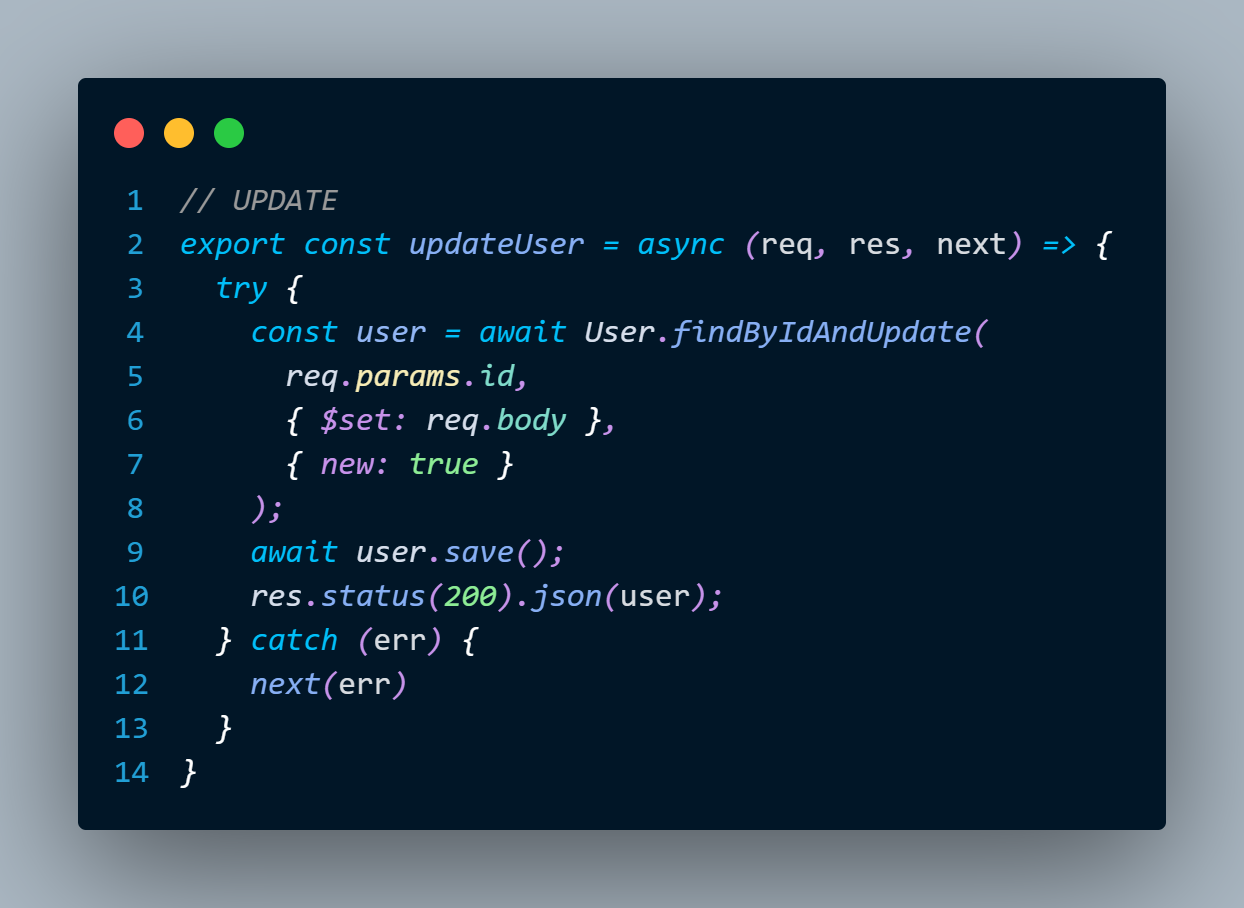 1 // UPDATE
2 export const updateUser = async (req, res, next) => {
3   try {
4     const user = await User.findByIdAndUpdate(
5       req.params.id,
6       { $set: req.body },
7       { new: true }
8     );
9     await user.save();
10     res.status(200).json(user);
11   } catch (err) {
12     next(err)
13   }
14 }